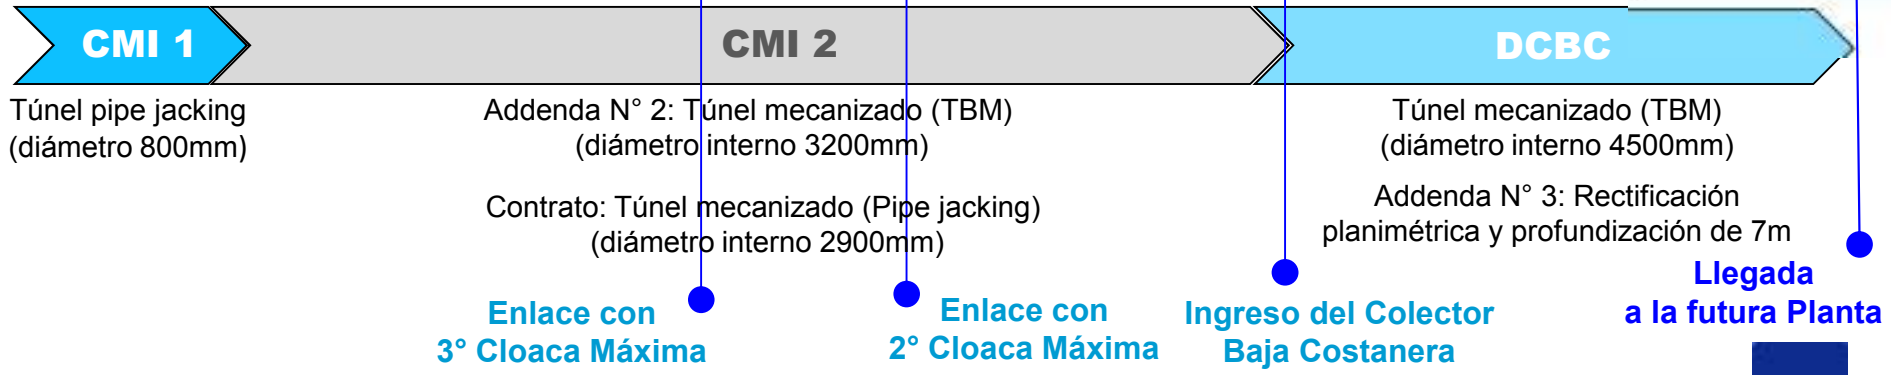 CMI 1
CMI 2
DCBC
Túnel pipe jacking
(diámetro 800mm)
Addenda N° 2: Túnel mecanizado (TBM)
(diámetro interno 3200mm)
Contrato: Túnel mecanizado (Pipe jacking)
(diámetro interno 2900mm)
Túnel mecanizado (TBM)
(diámetro interno 4500mm)
Addenda N° 3: Rectificación
planimétrica y profundización de 7m
Enlace con
3° Cloaca Máxima
Enlace con
2° Cloaca Máxima
Ingreso del Colector
Baja Costanera
Llegada
a la futura Planta